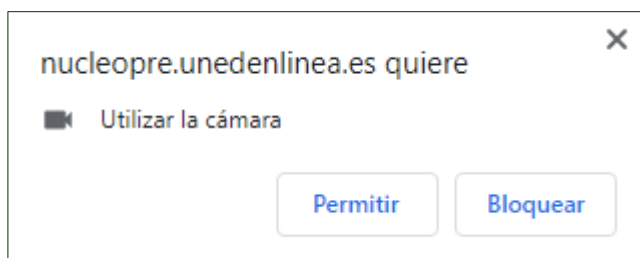 nucleopre.unedenlinea.es quiere
Utilizar la cámara
Permitir
Bloquear